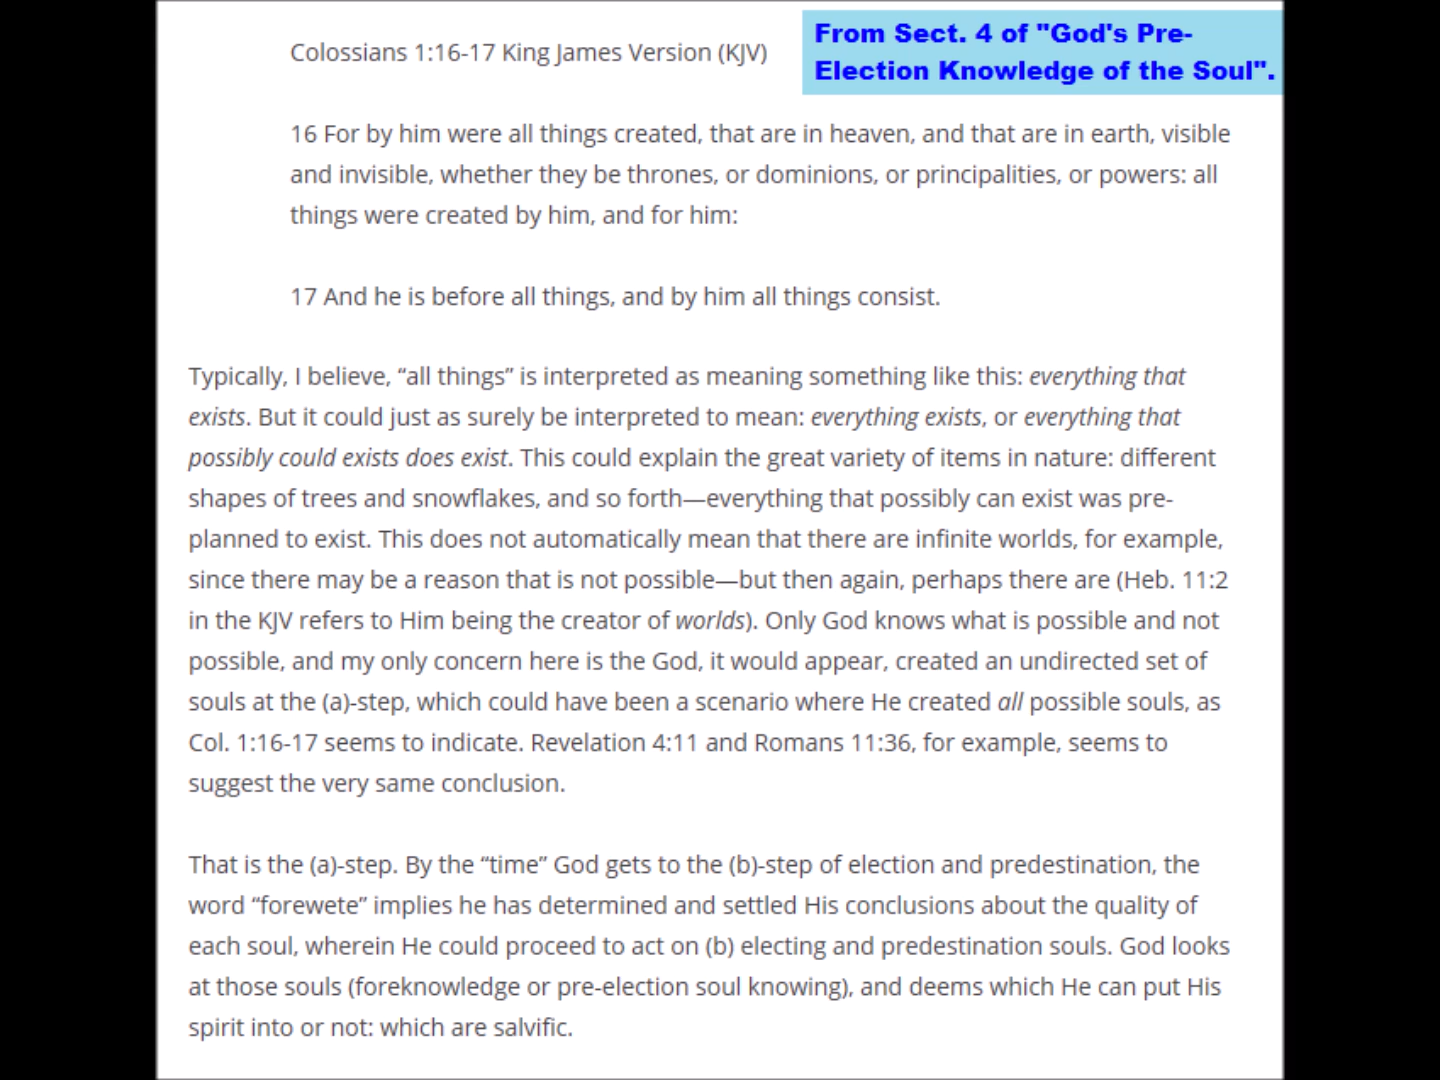 Colossians 1:16-17 King James Version (KJV)
From Sect. 4 of "God's Pre-
Election Knowledge of the Soul".
16 For by him were all things created, that are in heaven, and that are in earth, visible
and invisible, whether they be thrones, or dominions, or principalities, or powers: all
things were created by him, and for him:
17 And he is before all things, and by him all things consist.
Typically, I believe, “all things” is interpreted as meaning something like this: everything that
exists. But it could just as surely be interpreted to mean: everything exists, or everything that
possibly could exists does exist. This could explain the great variety of items in nature: different
shapes of trees and snowflakes, and so forth—everything that possibly can exist was pre-
planned to exist. This does not automatically mean that there are infinite worlds, for example,
since there may be a reason that is not possible—but then again, perhaps there are (Heb. 11:2
in the KJV refers to Him being the creator of worlds). Only God knows what is possible and not
possible, and my only concern here is the God, it would appear, created an undirected set of
souls at the (a)-step, which could have been a scenario where He created all possible souls, as
Col. 1:16-17 seems to indicate. Revelation 4:11 and Romans 11:36, for example, seems to
suggest the very same conclusion.
That is the (a)-step. By the “time” God gets to the (b)-step of election and predestination, the
word “forewete” implies he has determined and settled His conclusions about the quality of
each soul, wherein He could proceed to act on (b) electing and predestination souls. God looks
at those souls (foreknowledge or pre-election soul knowing), and deems which He can put His
spirit into or not: which are salvific.